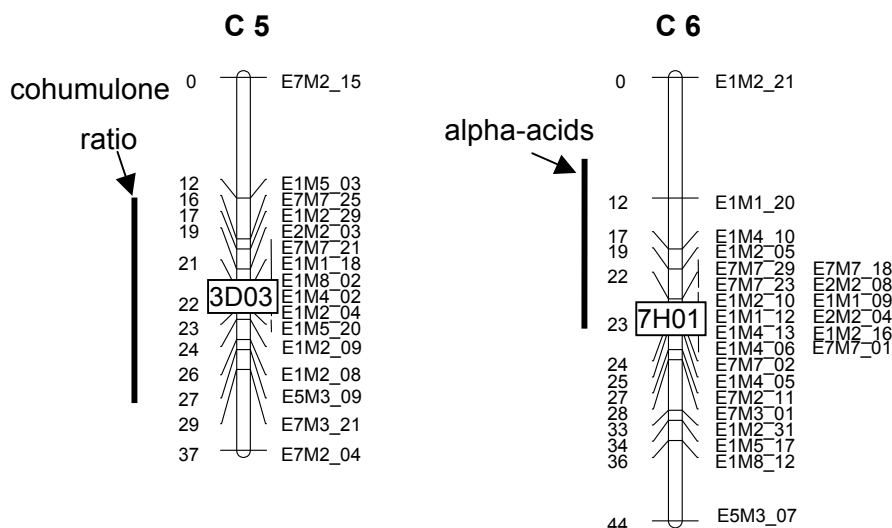 C 5
cohumulone
ratio
0 E7M2_15
12 E1M5_03
16 E7M7_25
17 E1M2_29
19 E2M2_03
E7M7_21
21 E1M1_18
E1M8_02
3D03
E1M4_02
22 E1M2_04
23 E1M5_20
24 E1M2_09
26 E1M2_08
27 E5M3_09
29 E7M3_21
37 E7M2_04
C 6
alpha-acids
0 E1M2_21
12 E1M1_20
17 E1M4_10
19 E1M2_05
E7M7_29 E7M7_18
22 E7M7_23 E2M2_08
E1M2_10 E1M1_09
7H01
23 E1M1_12 E2M2_04
E1M4_13 E1M2_16
E1M4_06 E7M7_01
24 E7M7_02
25 E1M4_05
27 E7M2_11
28 E7M3_01
33 E1M2_31
34 E1M5_17
36 E1M8_12
44 E5M3_07